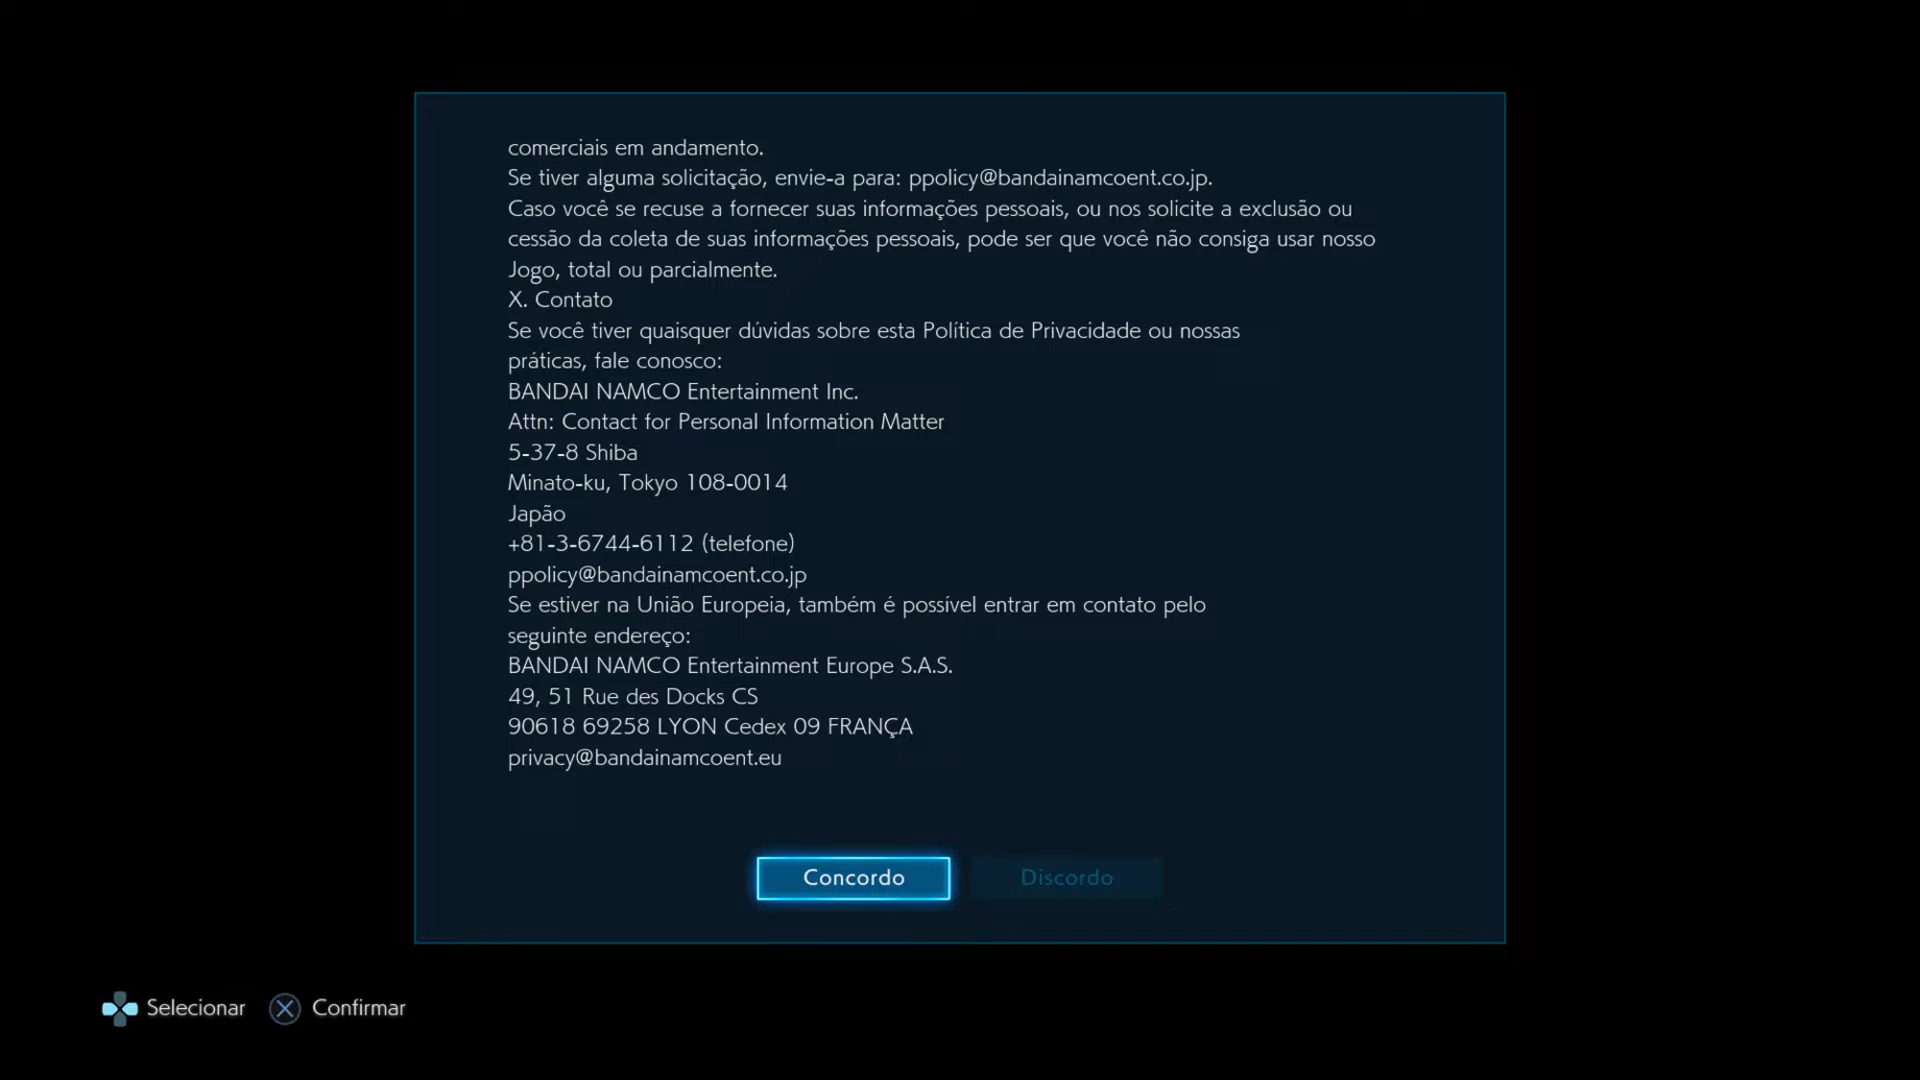 comerciais em andamento.
Se tiver alguma solicitação, envie-a para: ppolicy@bandainamcoent.co.jp.
Caso você se recuse a fornecer suas informações pessoais, ou nos solicite a exclusão ou
cessão da coleta de suas informações pessoais, pode ser que você não consiga usar nosso
Jogo, total ou parcialmente.
X. Contato
Se você tiver quaisquer dúvidas sobre esta Política de Privacidade ou nossas
práticas, fale conosco:
BANDAI NAMCO Entertainment Inc.
Attn: Contact for Personal Information Matter
5-37-8 Shiba
Minato-ku, Tokyo 108-0014
Japão
+81-3-6744-6112 (telefone)
ppolicy@bandainamcoent.co.jp
Se estiver na União Europeia, também é possível entrar em contato pelo
seguinte endereço:
BANDAI NAMCO Entertainment Europe S.A.S.
49, 51 Rue des Docks CS
90618 69258 LYON Cedex 09 FRANÇA
privacy@bandainamcoent.eu
Concordo Discordo
Selecionar Confirmar